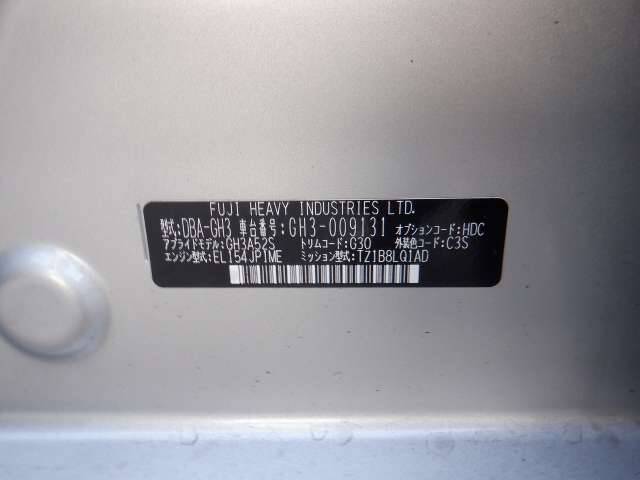 FUJI HEAVY INDUSTRIES LTD.
型式:DBA-GH3 車台番号:GH3-009131 オプションコード:HDC
アプライドモデル:GH3A52S トリムコード:G30 外装色コード:C3S
エンジン型式:EL154JP1ME ミッション型式:TZ1B8LQ1AD